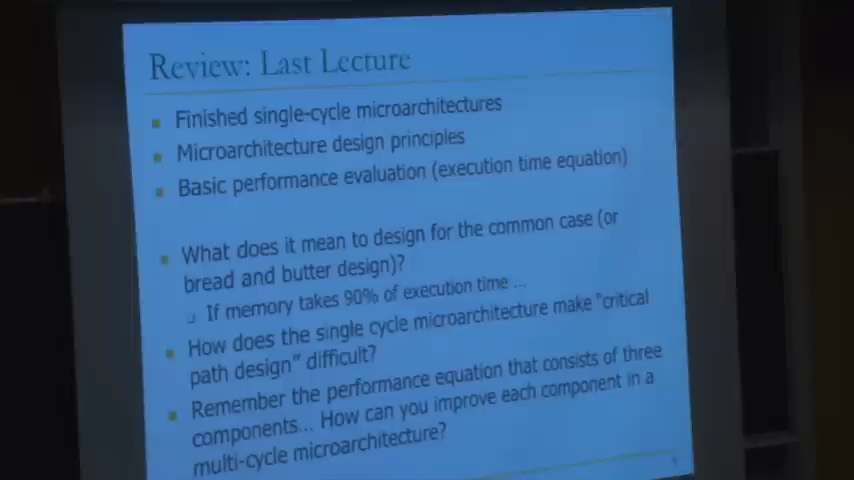 Review: Last Lecture
Finished single-cycle microarchitectures
Microarchitecture design principles
Basic performance evaluation (execution time equation)
What does it mean to design for the common case (or
bread and butter design)?
If memory takes 90% of execution time ...
How does the single cycle microarchitecture make "critical
path design" difficult?
Remember the performance equation that consists of three
components... How can you improve each component in a
multi-cycle microarchitecture?